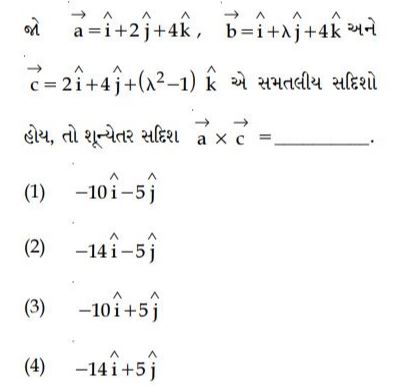 જો \(\vec{a}=\hat{i}+2\hat{j}+4\hat{k}\), \(\vec{b}=\hat{i}+\lambda\hat{j}+4\hat{k}\) અને
\(\vec{c}=2\hat{i}+4\hat{j}+(\lambda^2-1)\hat{k}\) એ સમતલીય સદિશો
હોય, તો શૂન્યેતર સદિશ \(\vec{a}\times\vec{c}\) =_________.
(1) \(-10\hat{i}-5\hat{j}\)
(2) \(-14\hat{i}-5\hat{j}\)
(3) \(-10\hat{i}+5\hat{j}\)
(4) \(-14\hat{i}+5\hat{j}\)